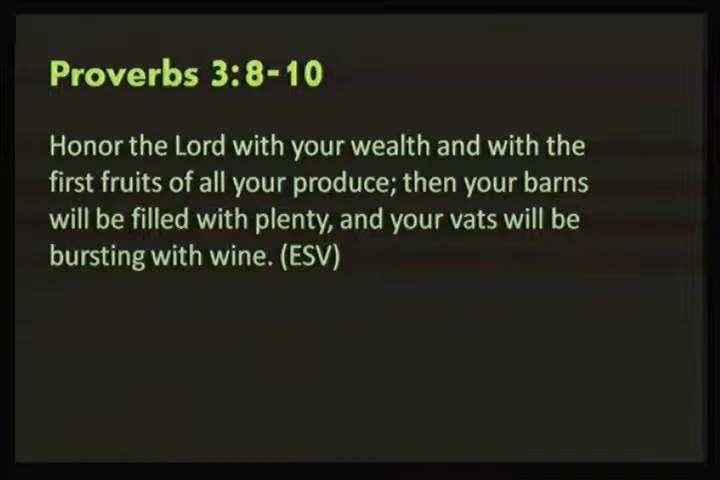 Proverbs 3:8-10
Honor the Lord with your wealth and with the
first fruits of all your produce; then your barns
will be filled with plenty, and your vats will be
bursting with wine. (ESV)